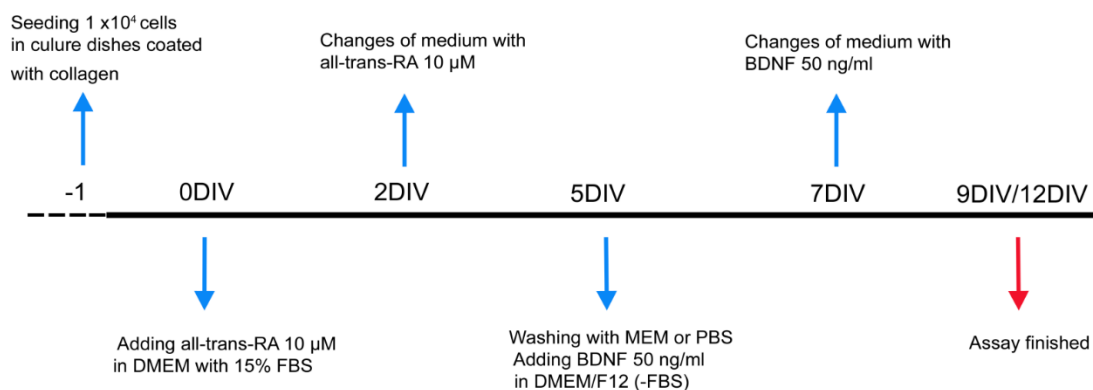 Seeding 1 x10⁴ cells
in culure dishes coated
with collagen
Changes of medium with
all-trans-RA 10 µM
Changes of medium with
BDNF 50 ng/ml
-1
0DIV
2DIV
5DIV
7DIV
9DIV/12DIV
Adding all-trans-RA 10 µM
in DMEM with 15% FBS
Washing with MEM or PBS
Adding BDNF 50 ng/ml
in DMEM/F12 (-FBS)
Assay finished